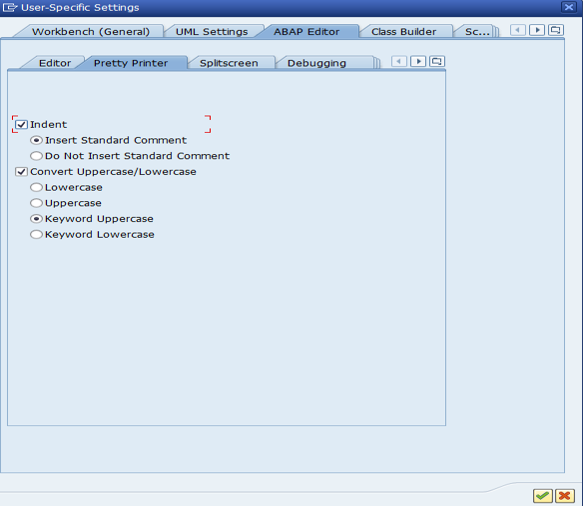 User-Specific Settings
Workbench (General) UML Settings ABAP Editor Class Builder Sc...
Editor Pretty Printer Splitscreen Debugging
Indent
Insert Standard Comment
Do Not Insert Standard Comment
Convert Uppercase/Lowercase
Lowercase
Uppercase
Keyword Uppercase
Keyword Lowercase